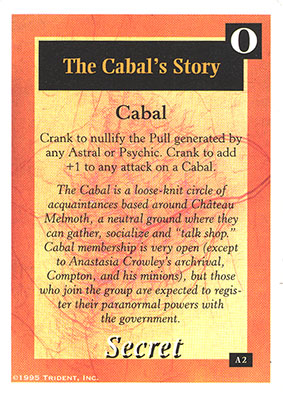 O
The Cabal's Story
Cabal
Crank to nullify the Pull generated by
any Astral or Psychic. Crank to add
+1 to any attack on a Cabal.
The Cabal is a loose-knit circle of
acquaintances based around Château
Melmoth, a neutral ground where they
can gather, socialize and "talk shop."
Cabal membership is very open (except
to Anastasia Crowley's archrival,
Compton, and his minions), but those
who join the group are expected to regis-
ter their paranormal powers with
the government.
Secret
A2
©1995 TRIDENT, INC.